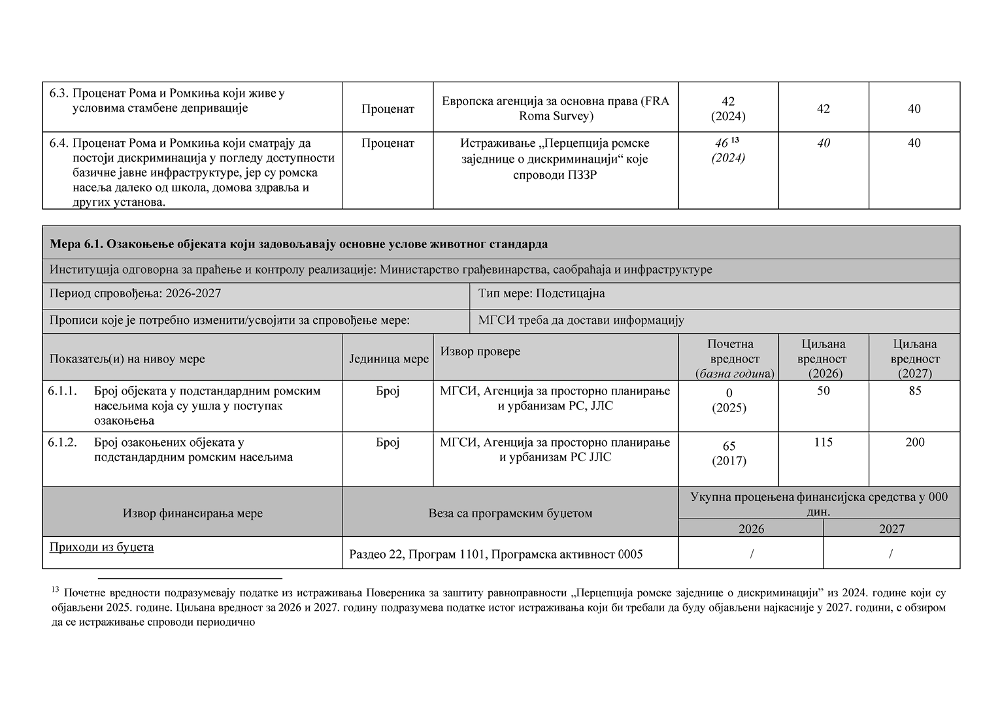 6.3. Проценат Рома и Ромкиња који живе у
условима стамбене депривације
Проценат
Европска агенција за основна права (FRA
Roma Survey)
42
(2024)
42
40
6.4. Проценат Рома и Ромкиња који сматрају да
постоји дискриминација у погледу доступности
базичне јавне инфраструктуре, јер су ромска
насеља далеко од школа, домова здравља и
других установа.
Проценат
Истраживање „Перцепција ромске
заједнице о дискриминацији“ које
спроводи ПЗЗР
46 13
(2024)
40
40
Мера 6.1. Озакоњење објеката који задовољавају основне услове животног стандарда
Институција одговорна за праћење и контролу реализације: Министарство грађевинарства, саобраћаја и инфраструктуре
Период спровођења: 2026-2027
Тип мере: Подстицајна
Прописи које је потребно изменити/усвојити за спровођење мере:
МГСИ треба да достави информацију
Показатељ(и) на нивоу мере
Јединица мере
Извор провере
Почетна
вредност
(базна година)
Циљана
вредност
(2026)
Циљана
вредност
(2027)
6.1.1. Број објеката у подстандардним ромским
насељима која су ушла у поступак
озакоњења
Број
МГСИ, Агенција за просторно планирање
и урбанизам РС, ЈЛС
0
(2025)
50
85
6.1.2. Број озакоњених објеката у
подстандардним ромским насељима
Број
МГСИ, Агенција за просторно планирање
и урбанизам РС ЈЛС
65
(2017)
115
200
Извор финансирања мере
Веза са програмским буџетом
Укупна процењена финансијска средства у 000
дин.
2026
2027
Приходи из буџета
Раздео 22, Програм 1101, Програмска активност 0005
/
/
13 Почетне вредности подразумевају податке из истраживања Повереника за заштиту равноправности „Перцепција ромске заједнице о дискриминацији” из 2024. године који су
објављени 2025. године. Циљана вредност за 2026 и 2027. годину подразумева податке истог истраживања који би требали да буду објављени најкасније у 2027. години, с обзиром
да се истраживање спроводи периодично